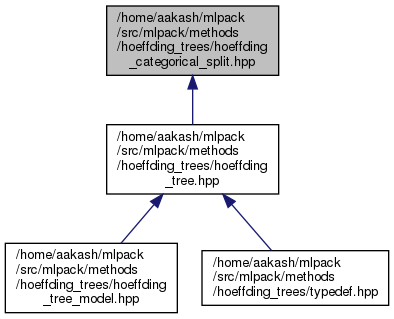 /home/aakash/mlpack
/src/mlpack/methods
/hoeffding_trees/hoeffding
_categorical_split.hpp
/home/aakash/mlpack
/src/mlpack/methods
/hoeffding_trees/hoeffding
_tree.hpp
/home/aakash/mlpack
/src/mlpack/methods
/hoeffding_trees/hoeffding
_tree_model.hpp
/home/aakash/mlpack
/src/mlpack/methods
/hoeffding_trees/typedef.hpp